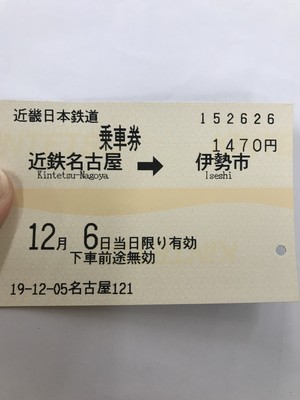 近畿日本鉄道 152626
乗車券
1470円
近鉄名古屋 ➡ 伊勢市
Kintetsu-Nagoya Iseshi
12月 6日当日限り有効
下車前途無効
19-12-05名古屋121